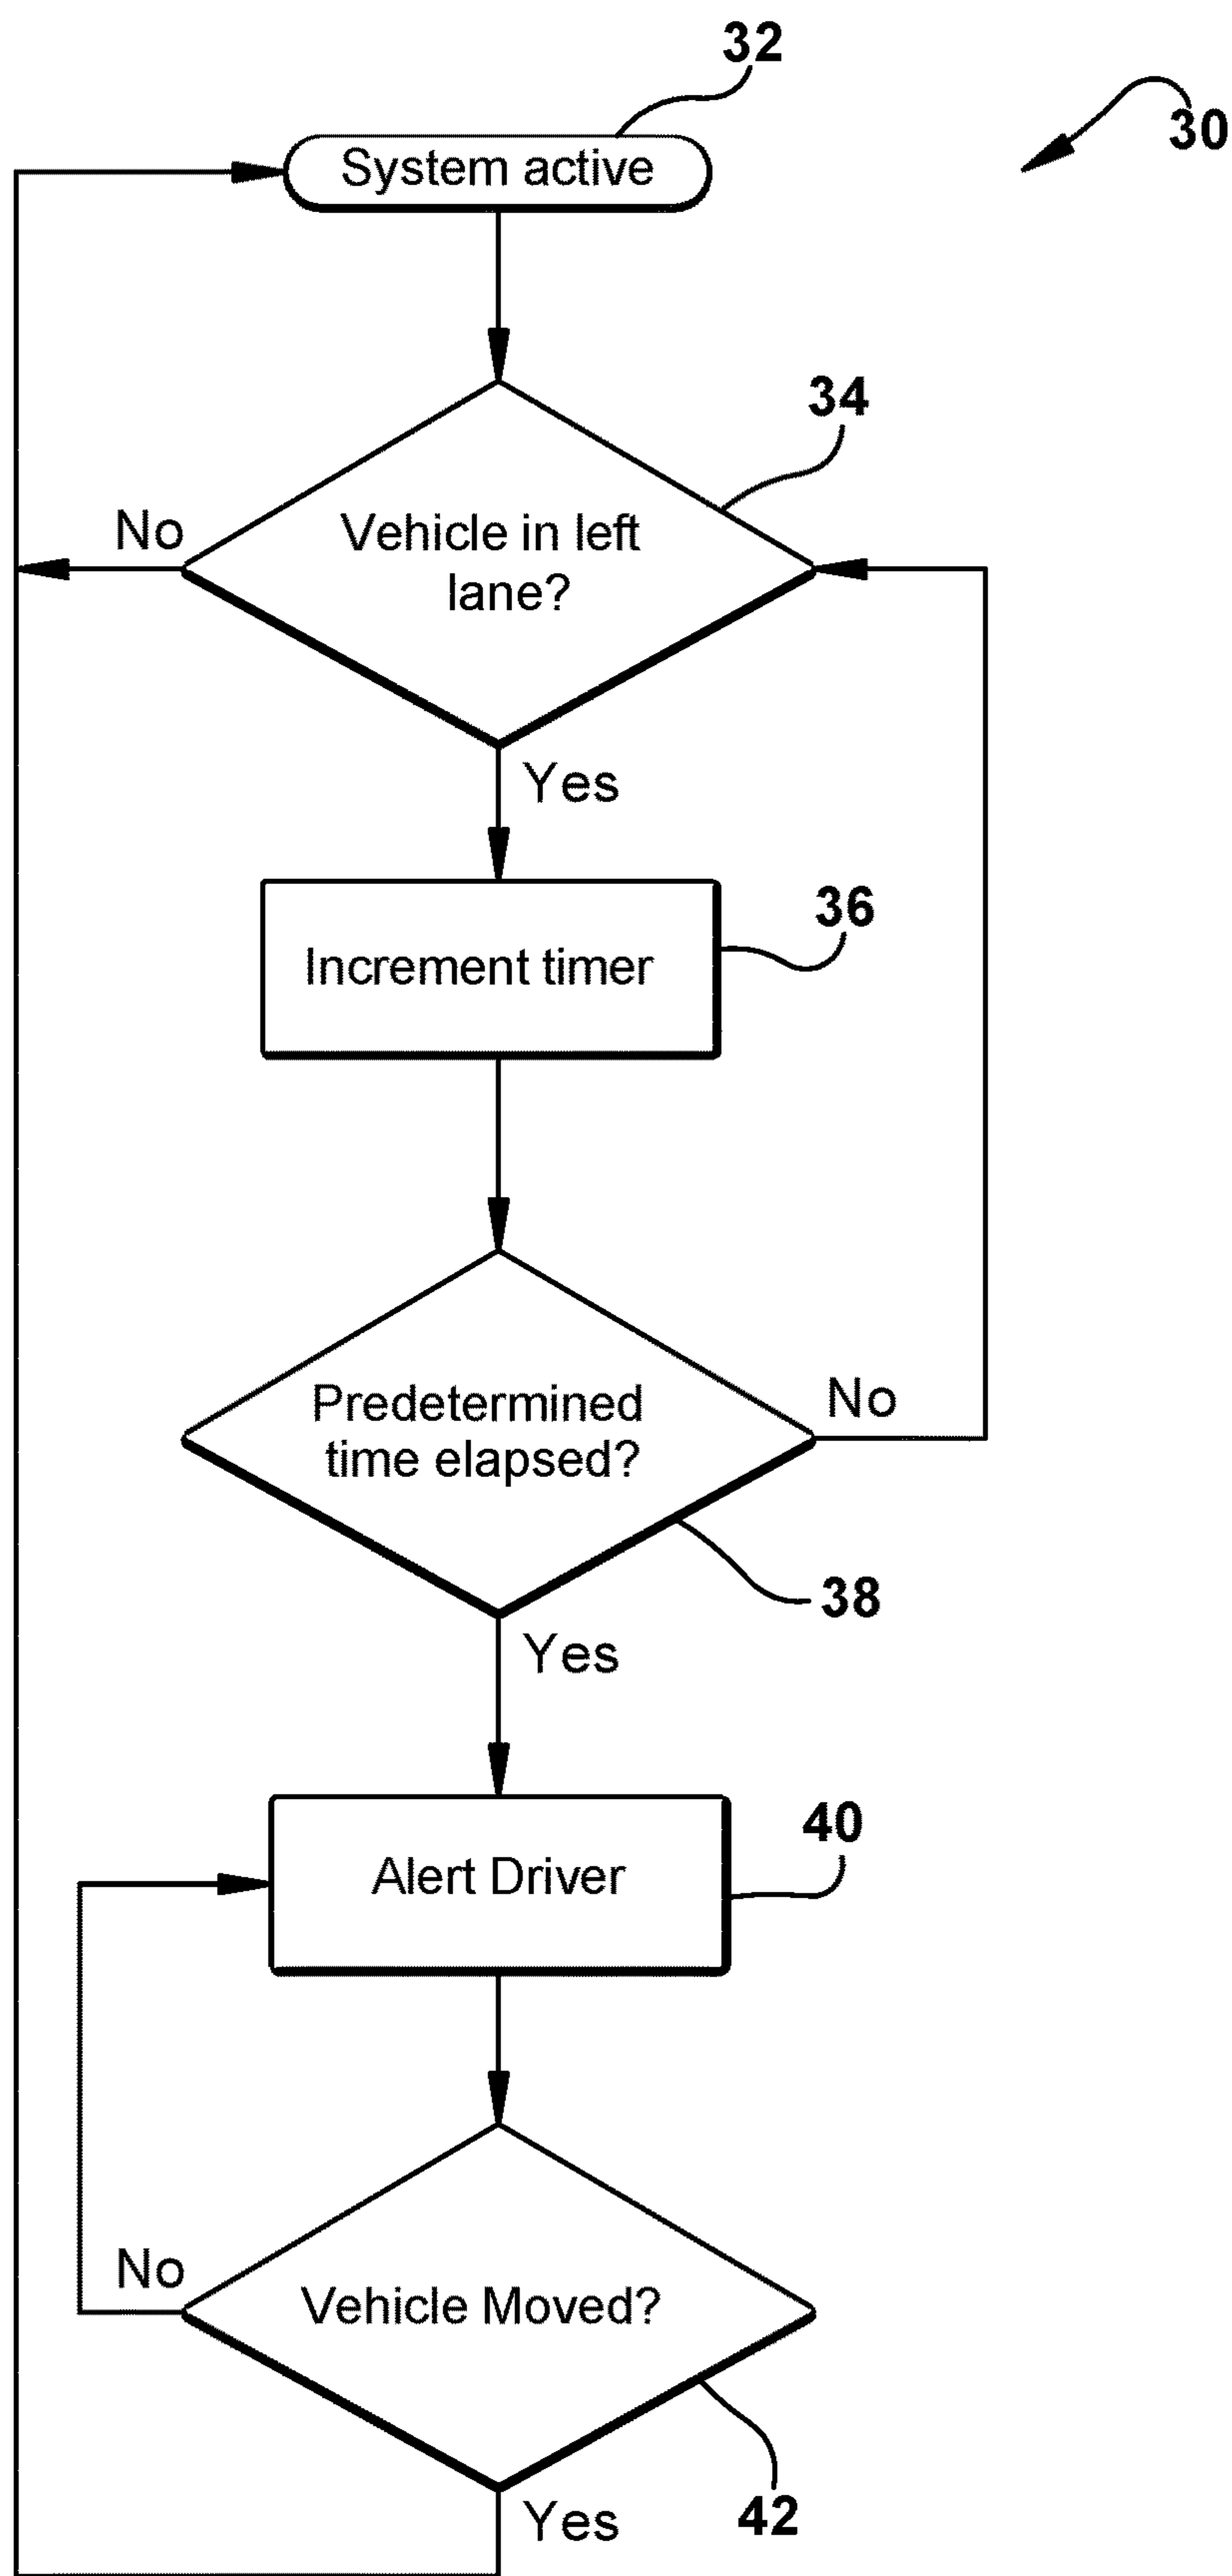 32
30
System active
34
No
Vehicle in left
lane?
Yes
36
Increment timer
Predetermined
time elapsed?
No
38
Yes
40
Alert Driver
No
Vehicle Moved?
Yes
42